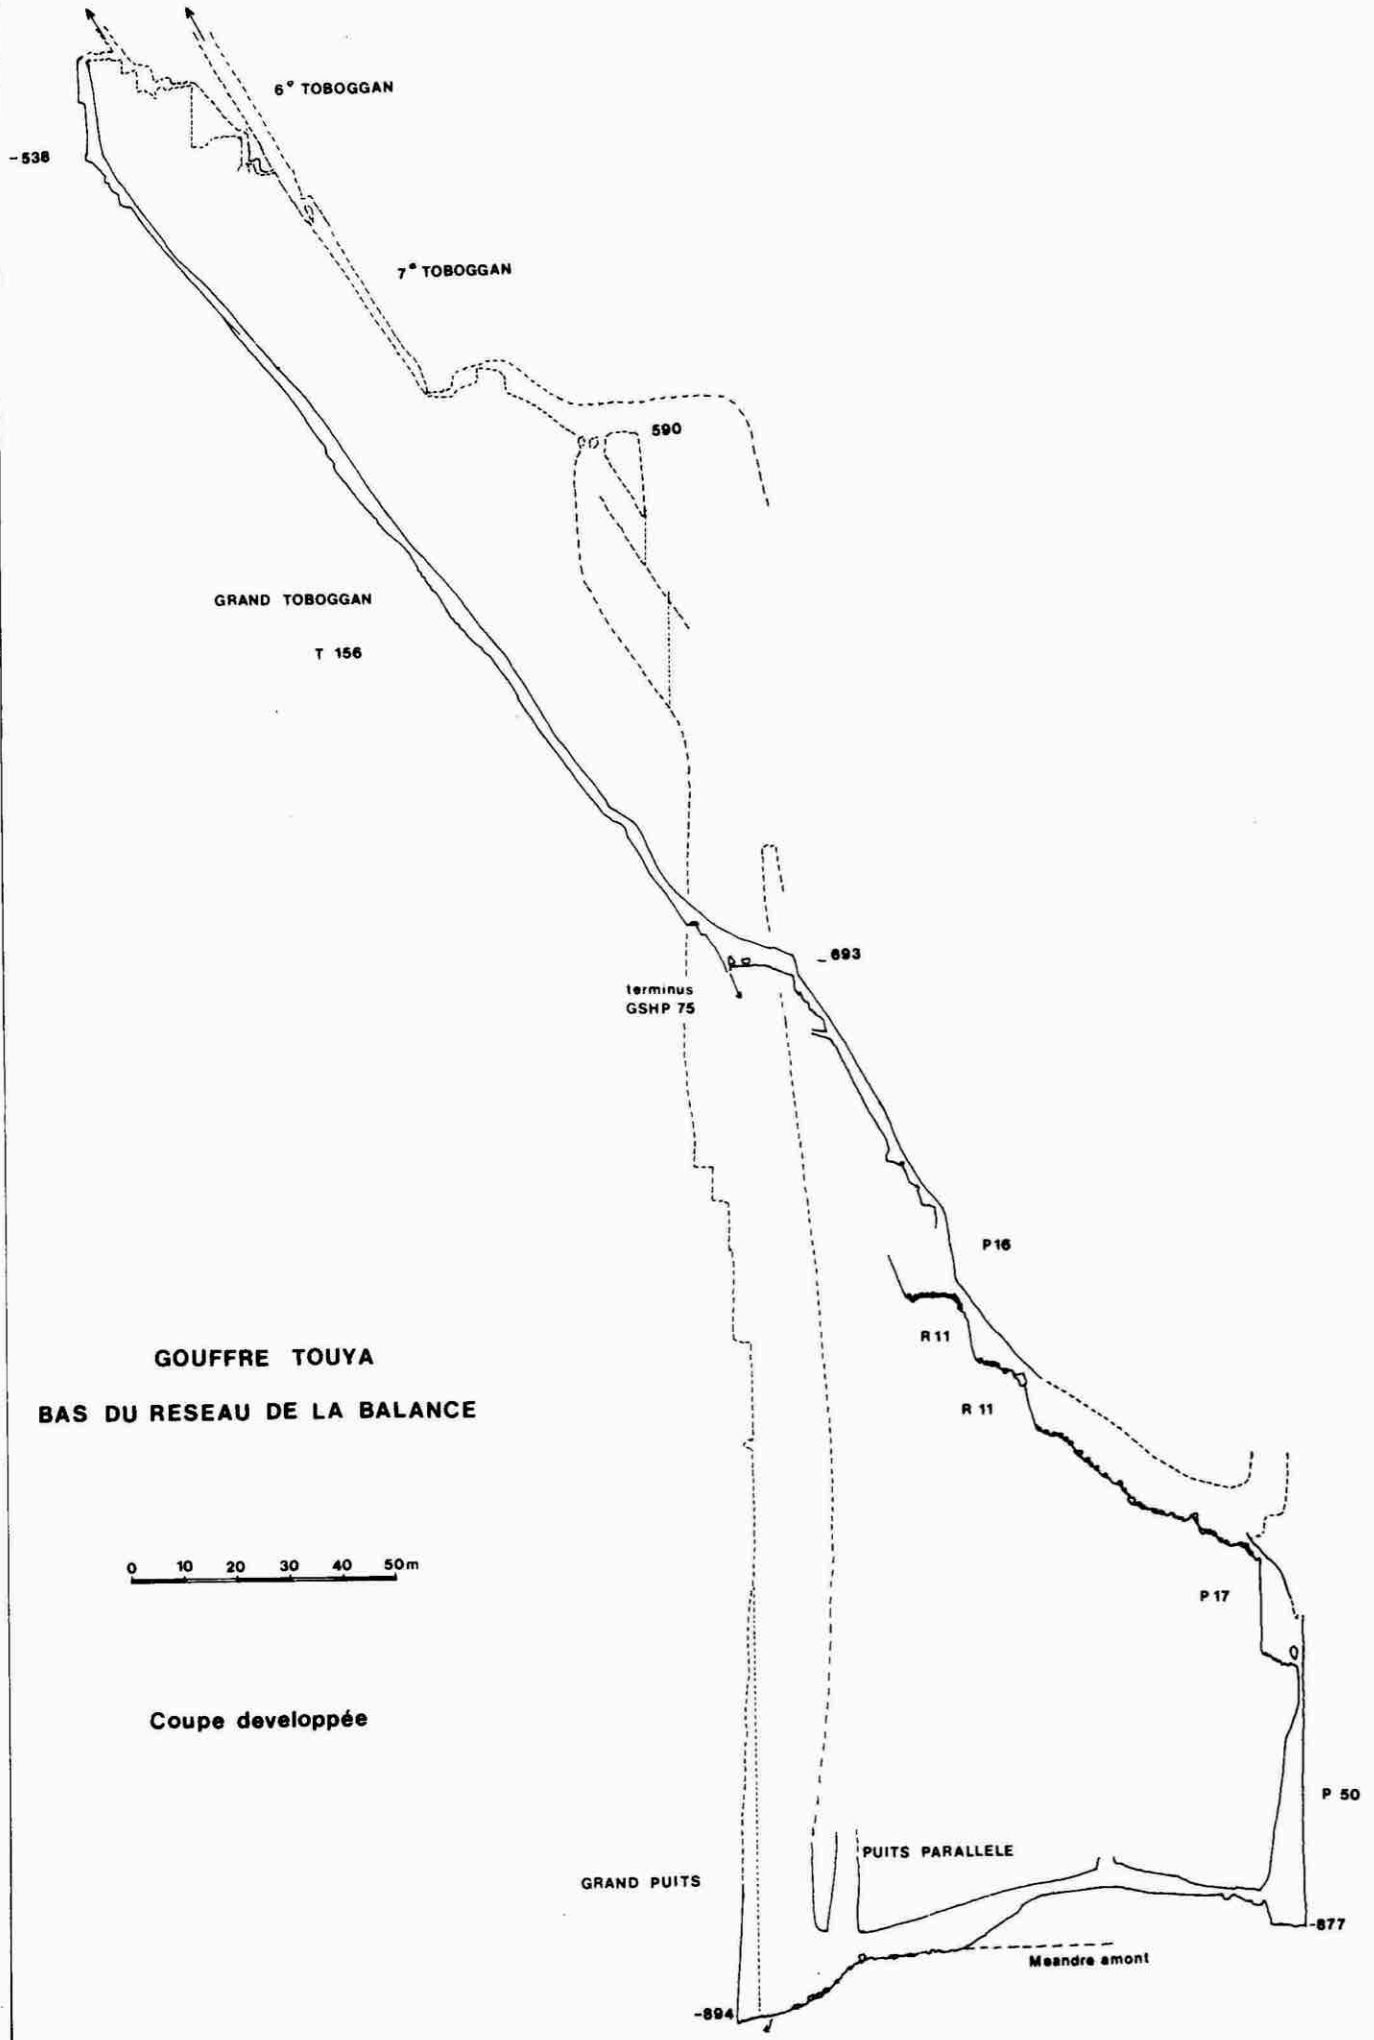 6° TOBOGGAN
-538
7° TOBOGGAN
590
GRAND TOBOGGAN
T 156
-693
terminus
GSHP 75
P16
R11
GOUFFRE TOUYA
BAS DU RESEAU DE LA BALANCE
R 11
0 10 20 30 40 50m
P 17
Coupe developpée
P 50
PUITS PARALLELE
GRAND PUITS
-877
Meandre amont
-894